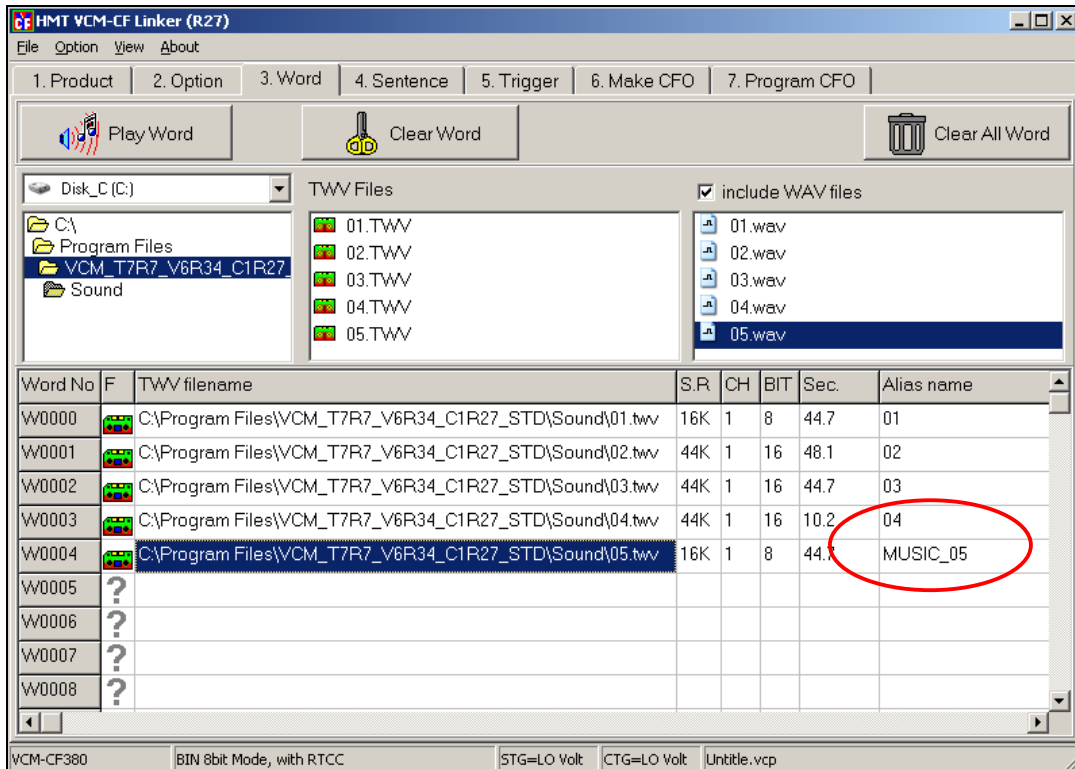 HMT VCM-CF Linker (R27)
File Option View About
1. Product 2. Option 3. Word 4. Sentence 5. Trigger 6. Make CFO 7. Program CFO
Play Word Clear Word Clear All Word
Disk_C (C:) TWV Files include WAV files
C:\ 01.TWV 01.wav
Program Files 02.TWV 02.wav
VCM_T7R7_V6R34_C1R27_ 03.TWV 03.wav
Sound 04.TWV 04.wav
05.TWV 05.wav
Word No F TWV filename S.R CH BIT Sec. Alias name
W0000 C:\Program Files\VCM_T7R7_V6R34_C1R27_STD\Sound\01.twv 16K 1 8 44.7 01
W0001 C:\Program Files\VCM_T7R7_V6R34_C1R27_STD\Sound\02.twv 44K 1 16 48.1 02
W0002 C:\Program Files\VCM_T7R7_V6R34_C1R27_STD\Sound\03.twv 44K 1 16 44.7 03
W0003 C:\Program Files\VCM_T7R7_V6R34_C1R27_STD\Sound\04.twv 44K 1 16 10.2 04
W0004 C:\Program Files\VCM_T7R7_V6R34_C1R27_STD\Sound\05.twv 16K 1 8 44.7 MUSIC_05
W0005 ?
W0006 ?
W0007 ?
W0008 ?
VCM-CF380 BIN 8bit Mode, with RTCC STG=LO Volt CTG=LO Volt Untitle.vcp